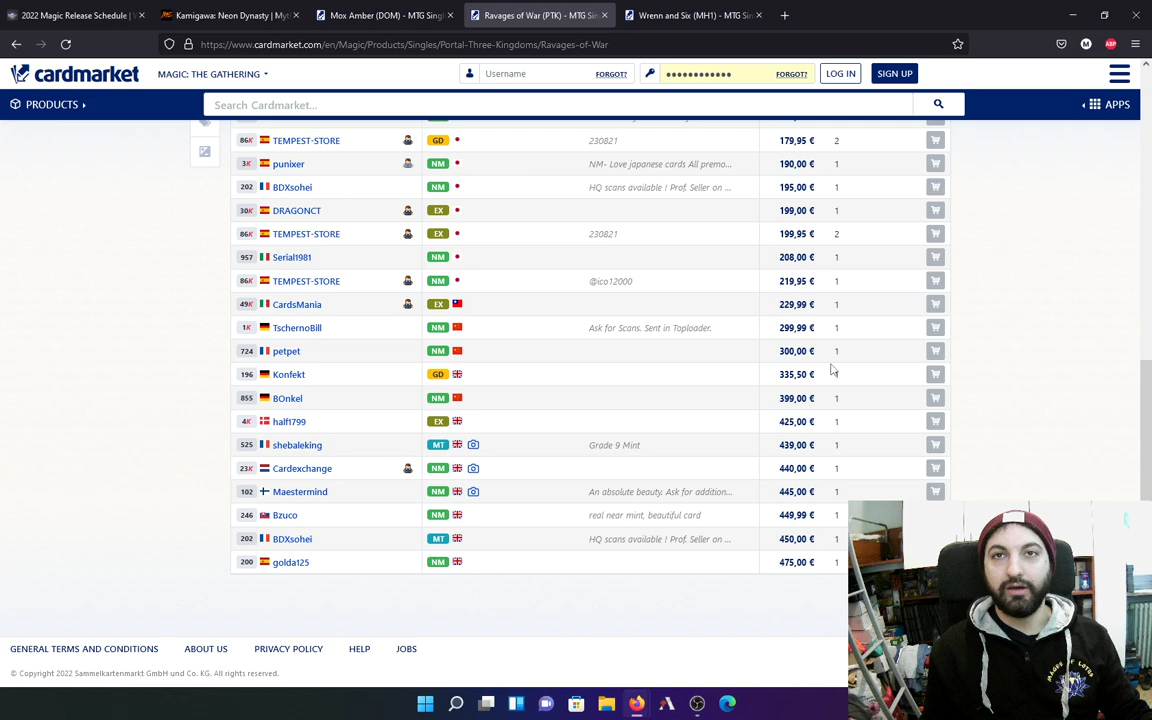 2022 Magic Release Schedule |
Kamigawa: Neon Dynasty | Myt
Mox Amber (DOM) - MTG Singl
Ravages of War (PTK) - MTG Sin
Wrenn and Six (MH1) - MTG Sin
https://www.cardmarket.com/en/Magic/Products/Singles/Portal-Three-Kingdoms/Ravages-of-War
M
ABP
cardmarket
MAGIC: THE GATHERING
Username
FORGOT?
FORGOT?
LOG IN
SIGN UP
PRODUCTS
Search Cardmarket...
APPS
86K TEMPEST-STORE GD 230821 179,95 € 2
3K punixer NM NM- Love japanese cards All premo... 190,00 € 1
202 BDXsohei NM HQ scans available ! Prof. Seller on ... 195,00 € 1
30K DRAGONCT EX 199,00 € 1
86K TEMPEST-STORE EX 230821 199,95 € 2
957 Serial1981 NM 208,00 € 1
86K TEMPEST-STORE NM @ico12000 219,95 € 1
49K CardsMania EX 229,99 € 1
1K TschernoBill NM Ask for Scans. Sent in Toploader. 299,99 € 1
724 petpet NM 300,00 € 1
196 Konfekt GD 335,50 €
855 BOnkel NM 399,00 € 1
4K half1799 EX 425,00 € 1
525 shebaleking MT Grade 9 Mint 439,00 € 1
23K Cardexchange NM 440,00 € 1
102 Maestermind NM An absolute beauty. Ask for addition... 445,00 € 1
246 Bzuco NM real near mint, beautiful card 449,99 € 1
202 BDXsohei MT HQ scans available ! Prof. Seller on ... 450,00 € 1
200 golda125 NM 475,00 € 1
GENERAL TERMS AND CONDITIONS
ABOUT US
PRIVACY POLICY
HELP
JOBS
© Copyright 2022 Sammelkartenmarkt GmbH und Co. KG. All rights reserved.
MAGES OF LOTUS